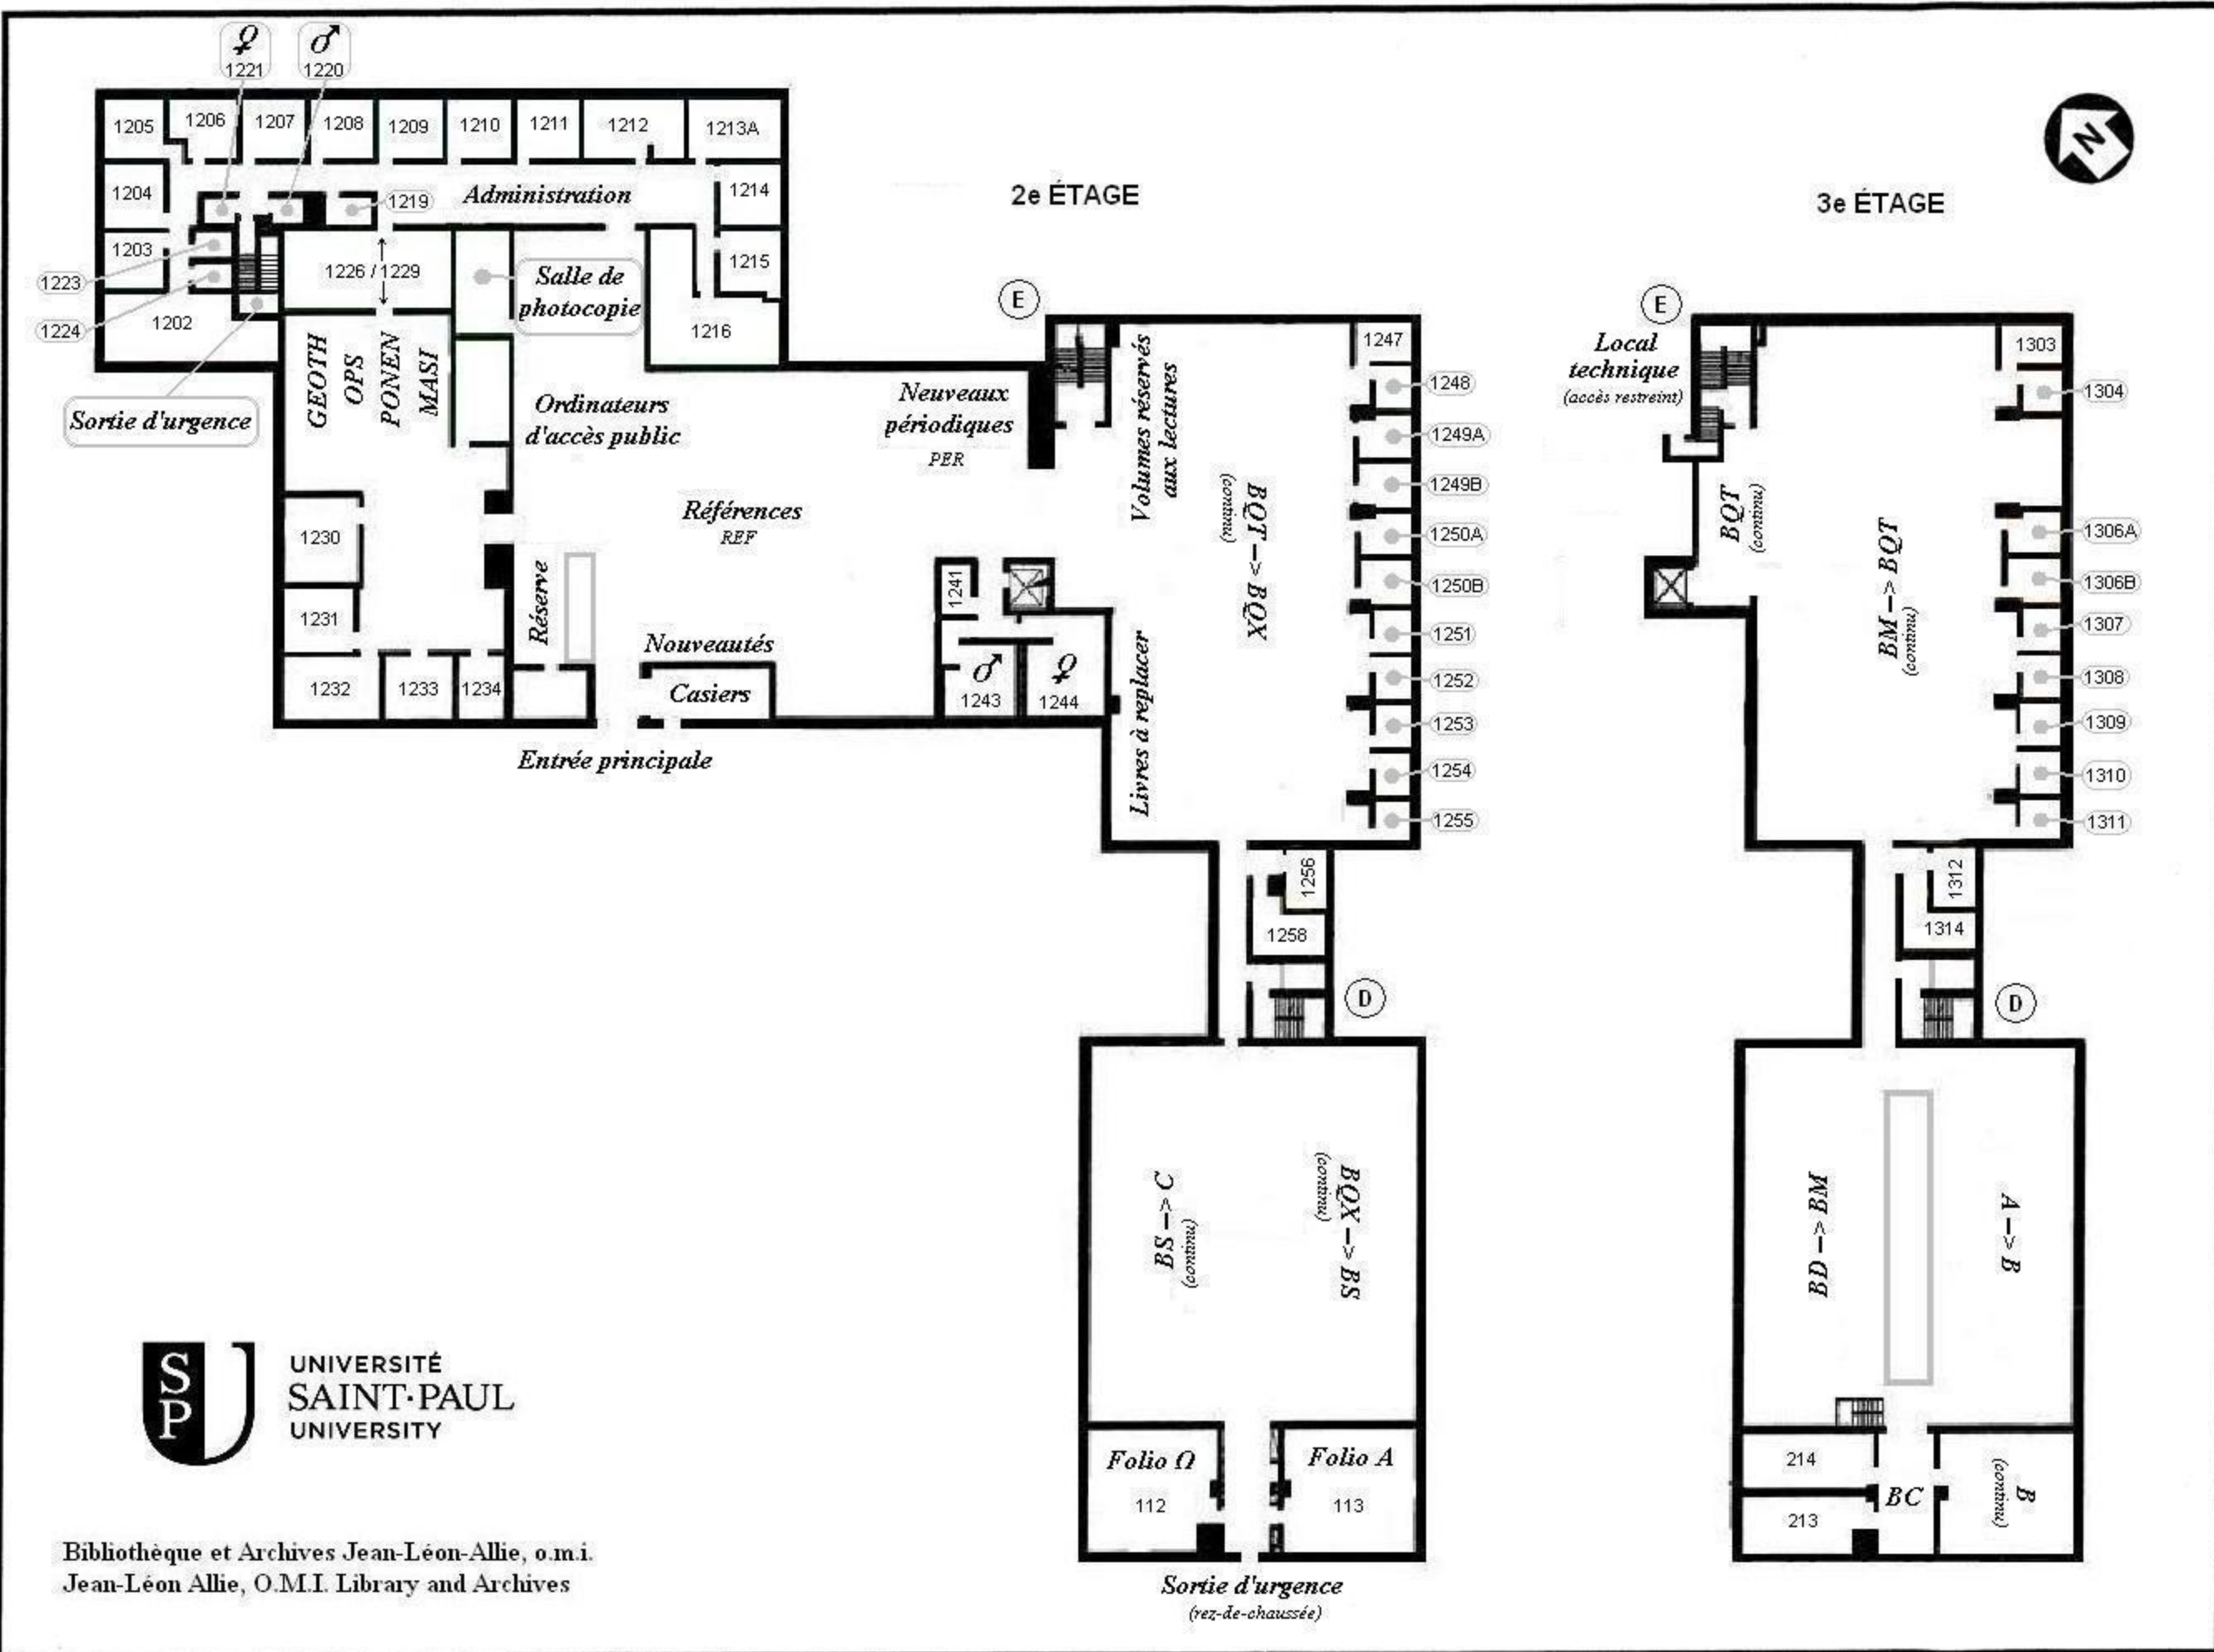 ♀
1221
♂
1220
1205
1206
1207
1208
1209
1210
1211
1212
1213A
1204
1219
Administration
1214
1203
1223
1224
1202
1226 / 1229
Salle de
photocopie
1215
1216
Sortie d'urgence
GEOTH
OPS
PONEN
MASI
Ordinateurs
d'accès public
Neuveaux
périodiques
PER
Références
REF
1230
1231
1232
1233
1234
Réserve
Nouveautés
Casiers
1241
♂
1243
♀
1244
Entrée principale
2e ÉTAGE
E
Volumes réservés
aux lectures
BQT --> BQX
(continu)
Livres à replacer
1247
1248
1249A
1249B
1250A
1250B
1251
1252
1253
1254
1255
1256
1258
D
BS --> C
(continu)
BQX --> BS
(continu)
Folio Ω
112
Folio A
113
Sortie d'urgence
(rez-de-chaussée)
N
3e ÉTAGE
E
Local
technique
(accès restreint)
BQT
(continu)
BM --> BQT
(continu)
1303
1304
1306A
1306B
1307
1308
1309
1310
1311
1312
1314
D
BD --> BM
A --> B
214
213
BC
B
(continu)
SP
UNIVERSITÉ
SAINT·PAUL
UNIVERSITY
Bibliothèque et Archives Jean-Léon-Allie, o.m.i.
Jean-Léon Allie, O.M.I. Library and Archives